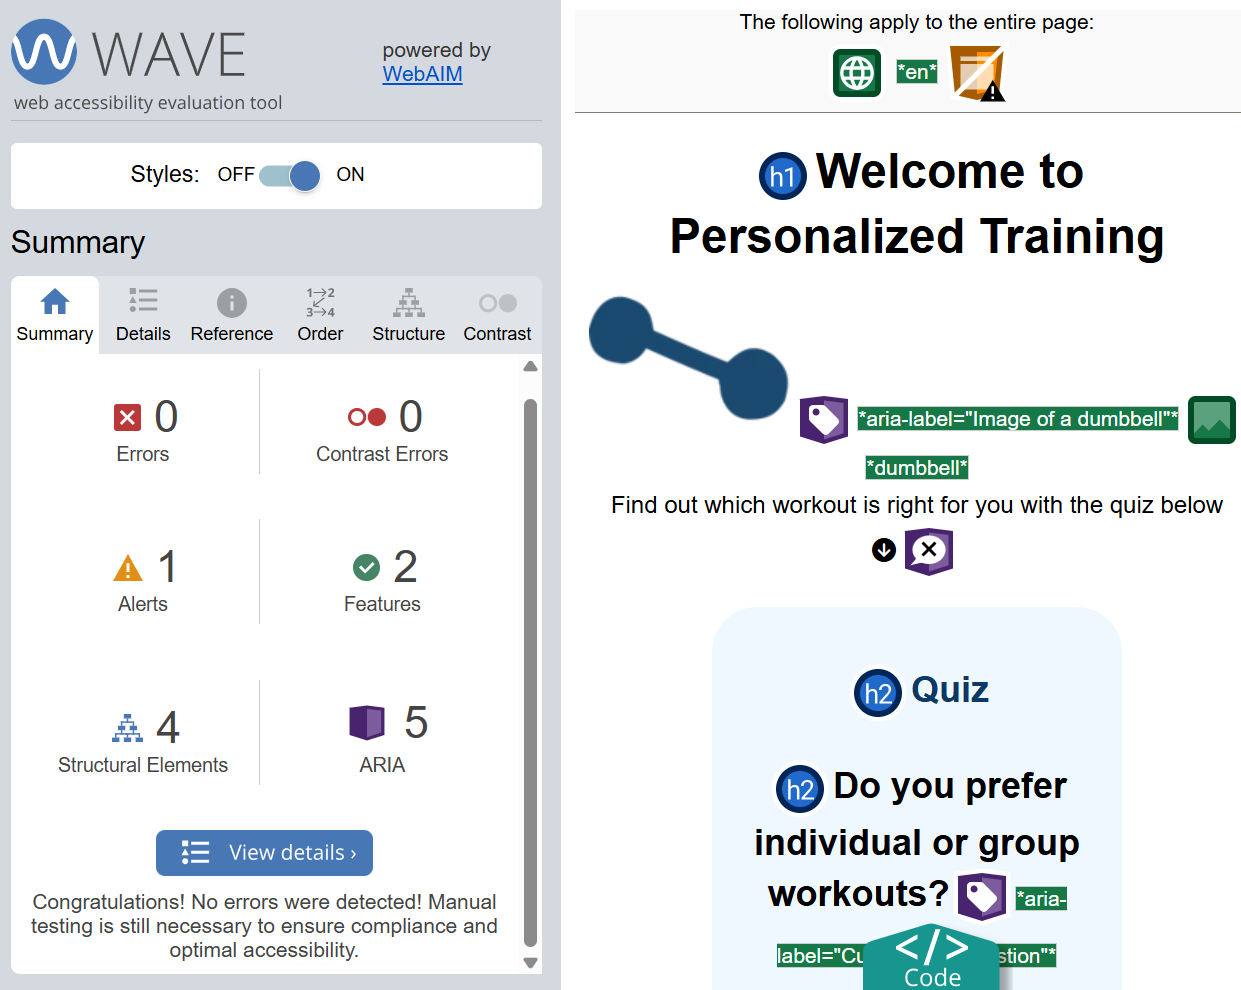 WAVE
powered by
WebAIM
web accessibility evaluation tool
Styles: OFF ON
Summary
1→2
3→4
Summary Details Reference Order Structure Contrast
0
Errors
0
Contrast Errors
1
Alerts
2
Features
4
Structural Elements
5
ARIA
View details ›
Congratulations! No errors were detected! Manual
testing is still necessary to ensure compliance and
optimal accessibility.
The following apply to the entire page:
*en*
h1 Welcome to
Personalized Training
*aria-label="Image of a dumbbell"*
*dumbbell*
Find out which workout is right for you with the quiz below
h2 Quiz
h2 Do you prefer
individual or group
workouts? *aria-
label="Cu stion"*
</> 
Code